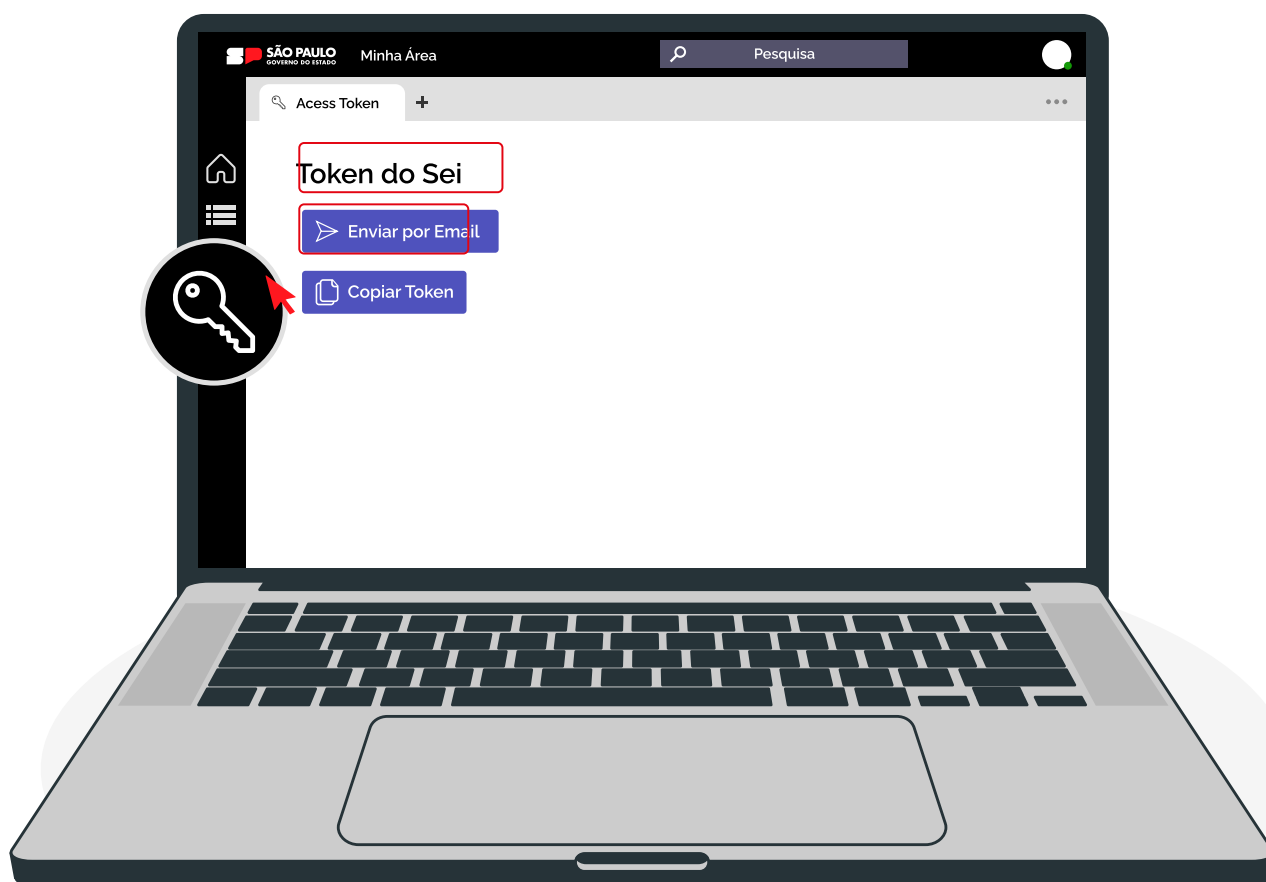 SÃO PAULO
GOVERNO DO ESTADO
Minha Área
Pesquisa
Acess Token
Token do Sei
Enviar por Email
Copiar Token